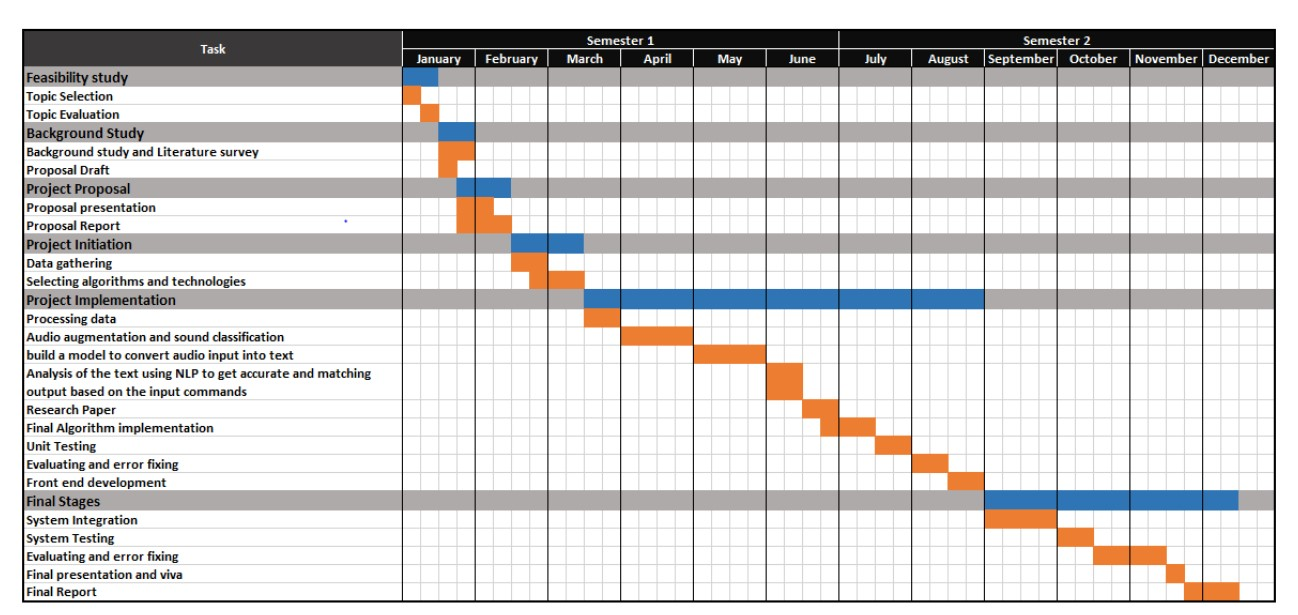 Task
Semester 1
Semester 2
January February March April May June July August September October November December
Feasibility study
Topic Selection
Topic Evaluation
Background Study
Background study and Literature survey
Proposal Draft
Project Proposal
Proposal presentation
Proposal Report
Project Initiation
Data gathering
Selecting algorithms and technologies
Project Implementation
Processing data
Audio augmentation and sound classification
build a model to convert audio input into text
Analysis of the text using NLP to get accurate and matching
output based on the input commands
Research Paper
Final Algorithm implementation
Unit Testing
Evaluating and error fixing
Front end development
Final Stages
System Integration
System Testing
Evaluating and error fixing
Final presentation and viva
Final Report